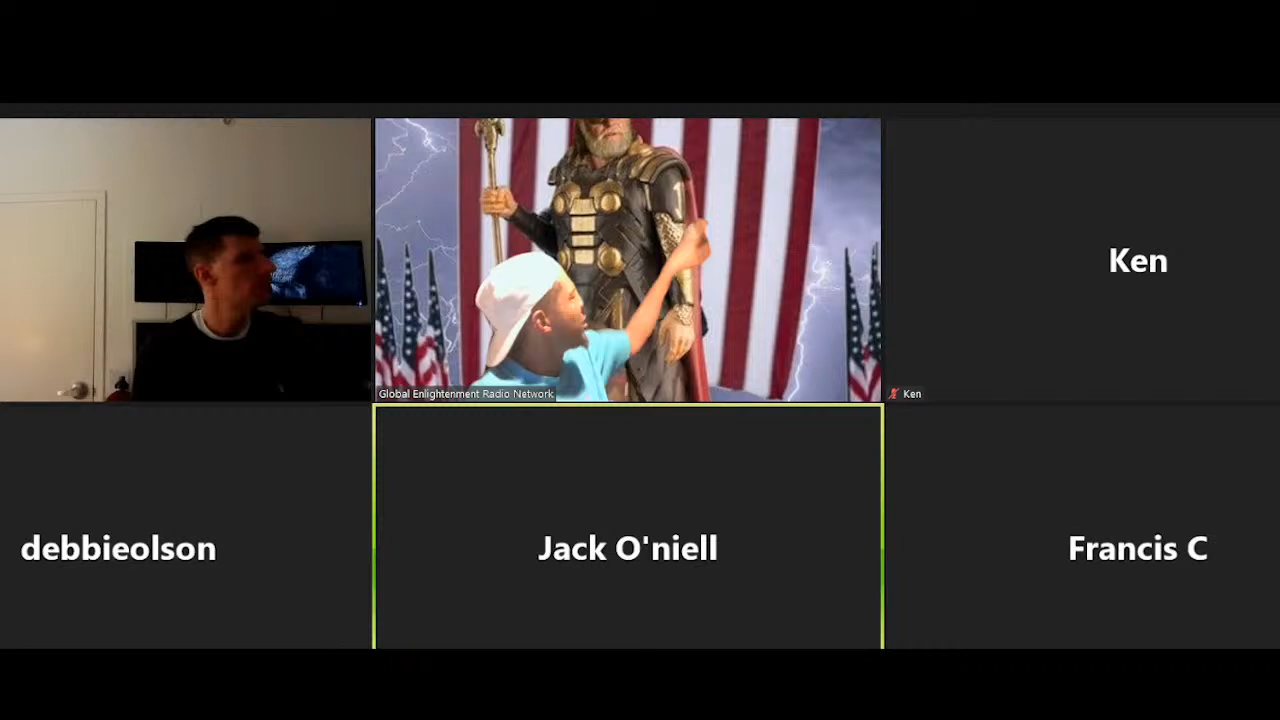 Ken
Global Enlightenment Radio Network
Ken
debbieolson
Jack O'niell
Francis C